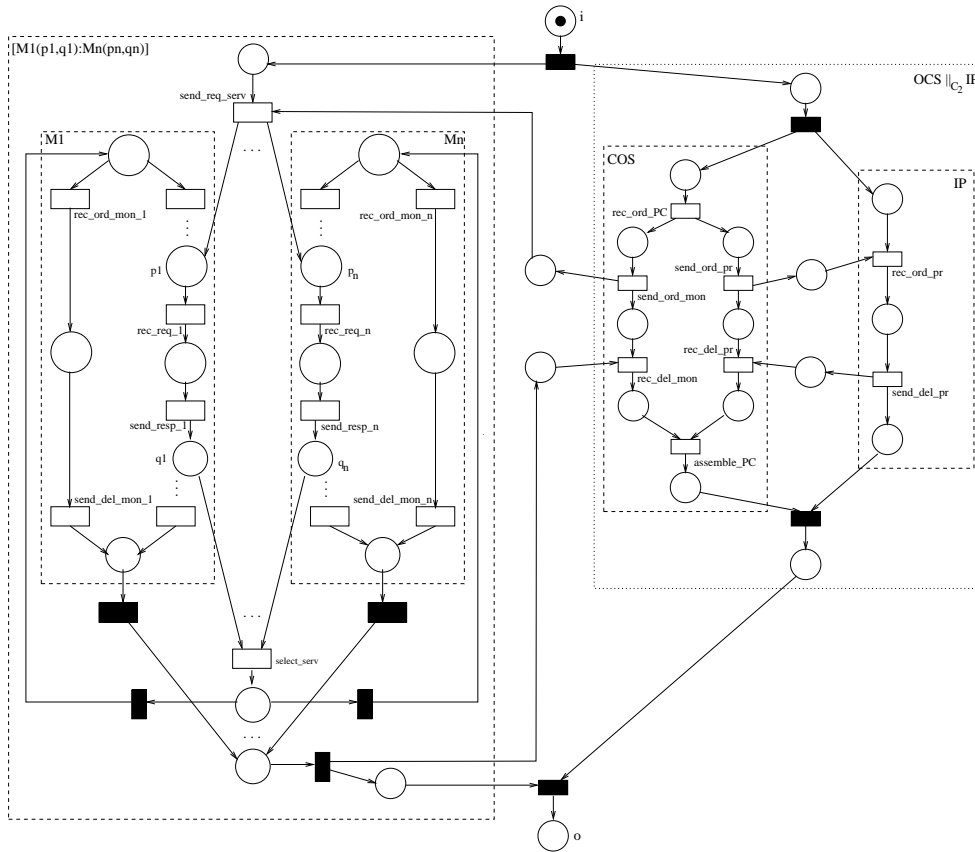 i
[M1(p1,q1):Mn(pn,qn)]
OCS ||C₂ IP
send_req_serv
M1
. . .
Mn
COS
IP
rec_ord_mon_1
rec_ord_mon_n
rec_ord_PC
p1
pn
send_ord_pr
rec_ord_pr
send_ord_mon
rec_req_1
rec_req_n
rec_del_pr
rec_del_mon
send_del_pr
send_resp_1
send_resp_n
q1
qn
assemble_PC
send_del_mon_1
send_del_mon_n
. . .
select_serv
. . .
o